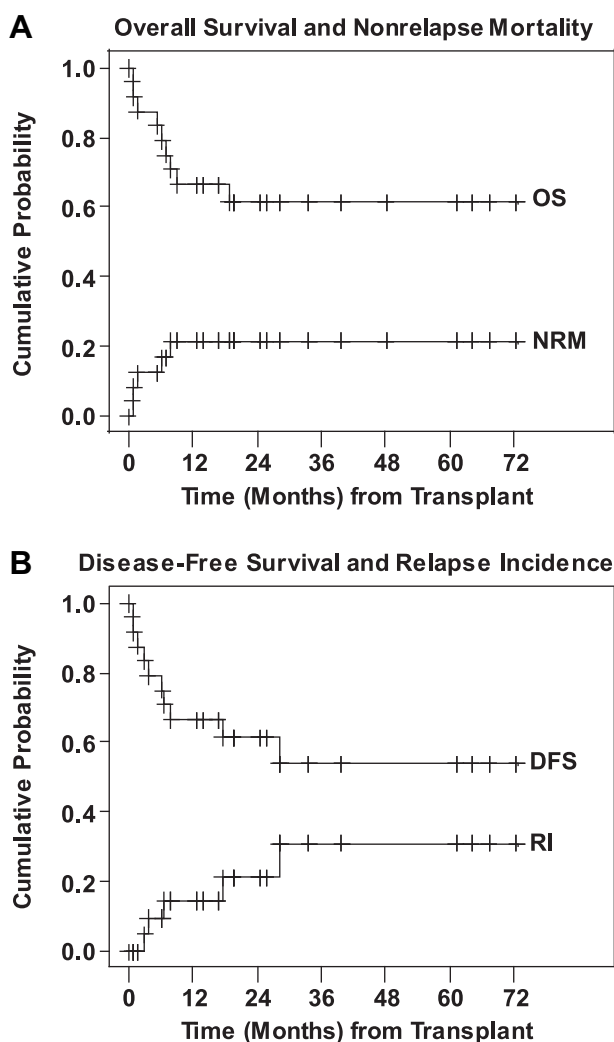 A
Overall Survival and Nonrelapse Mortality
Cumulative Probability
1.0
0.8
0.6
0.4
0.2
0.0
OS
NRM
0 12 24 36 48 60 72
Time (Months) from Transplant
B
Disease-Free Survival and Relapse Incidence
Cumulative Probability
1.0
0.8
0.6
0.4
0.2
0.0
DFS
RI
0 12 24 36 48 60 72
Time (Months) from Transplant